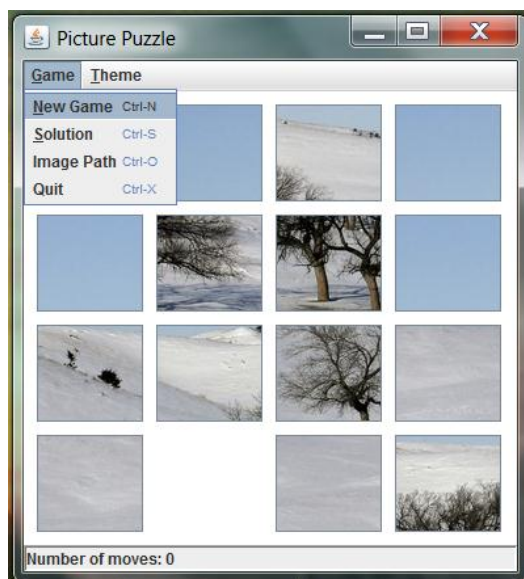 Picture Puzzle
Game Theme
New Game Ctrl-N
Solution Ctrl-S
Image Path Ctrl-O
Quit Ctrl-X
Number of moves: 0